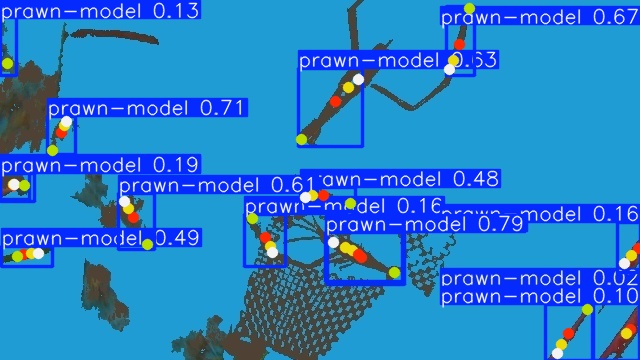 prawn-model 0.13
prawn-model 0.67
prawn-model 0.63
prawn-model 0.71
prawn-model 0.19
prawn-model 0.61
rawn-model 0.48
prawn-model 0.16
prawn-model 0.16
prawn-model 0.79
prawn-model 0.49
prawn-model 0.02
prawn-model 0.10